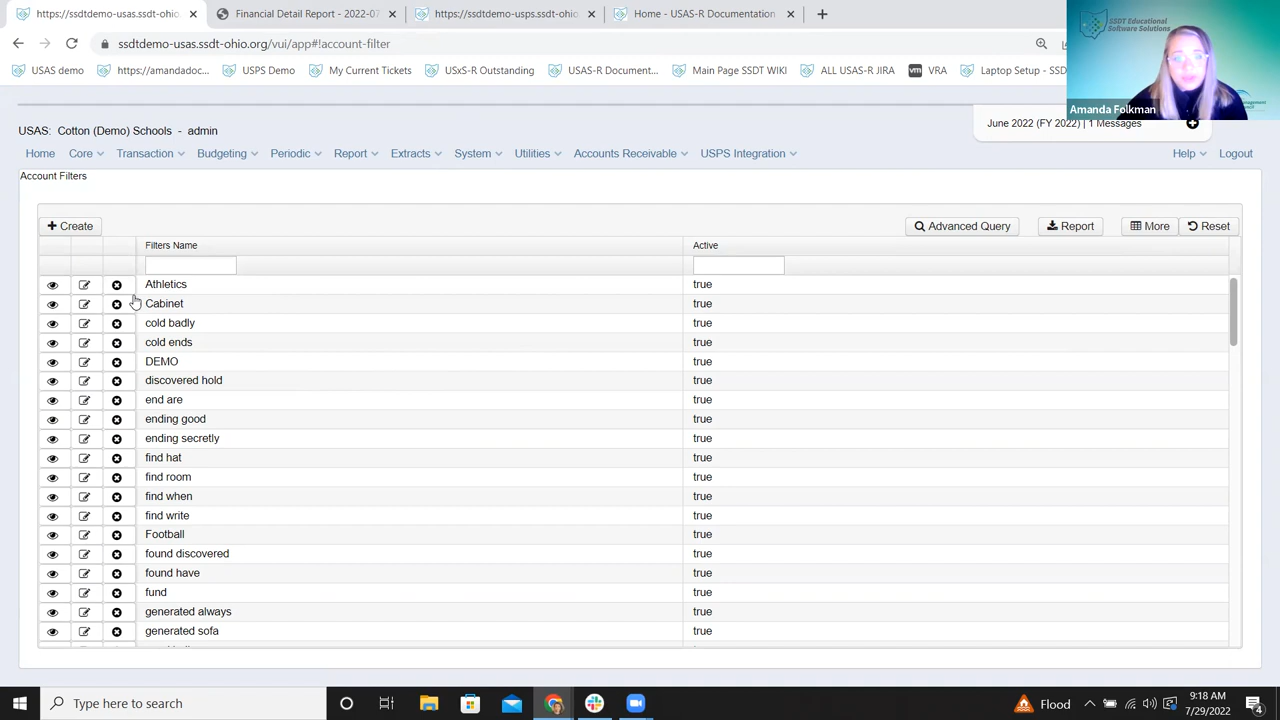 https://ssdtdemo-usas.ssdt-ohio.
Financial Detail Report - 2022-07
https://ssdtdemo-usps.ssdt-ohio
Home - USAS-R Documentation
ssdtdemo-usas.ssdt-ohio.org/vui/app#!account-filter
USAS demo
https://amandadoc...
USPS Demo
My Current Tickets
USxS-R Outstanding
USAS-R Document...
Main Page SSDT WIKI
ALL USAS-R JIRA
vm
VRA
Laptop Setup - SSD
SSDT Educational
Software Solutions
Amanda Folkman
USAS: Cotton (Demo) Schools - admin
June 2022 (FY 2022) | 1 Messages
Home
Core
Transaction
Budgeting
Periodic
Report
Extracts
System
Utilities
Accounts Receivable
USPS Integration
Help
Logout
Account Filters
Create
Advanced Query
Report
More
Reset
Filters Name
Active
Athletics true
Cabinet true
cold badly true
cold ends true
DEMO true
discovered hold true
end are true
ending good true
ending secretly true
find hat true
find room true
find when true
find write true
Football true
found discovered true
found have true
fund true
generated always true
generated sofa true
Type here to search
Flood
9:18 AM
7/29/2022
4